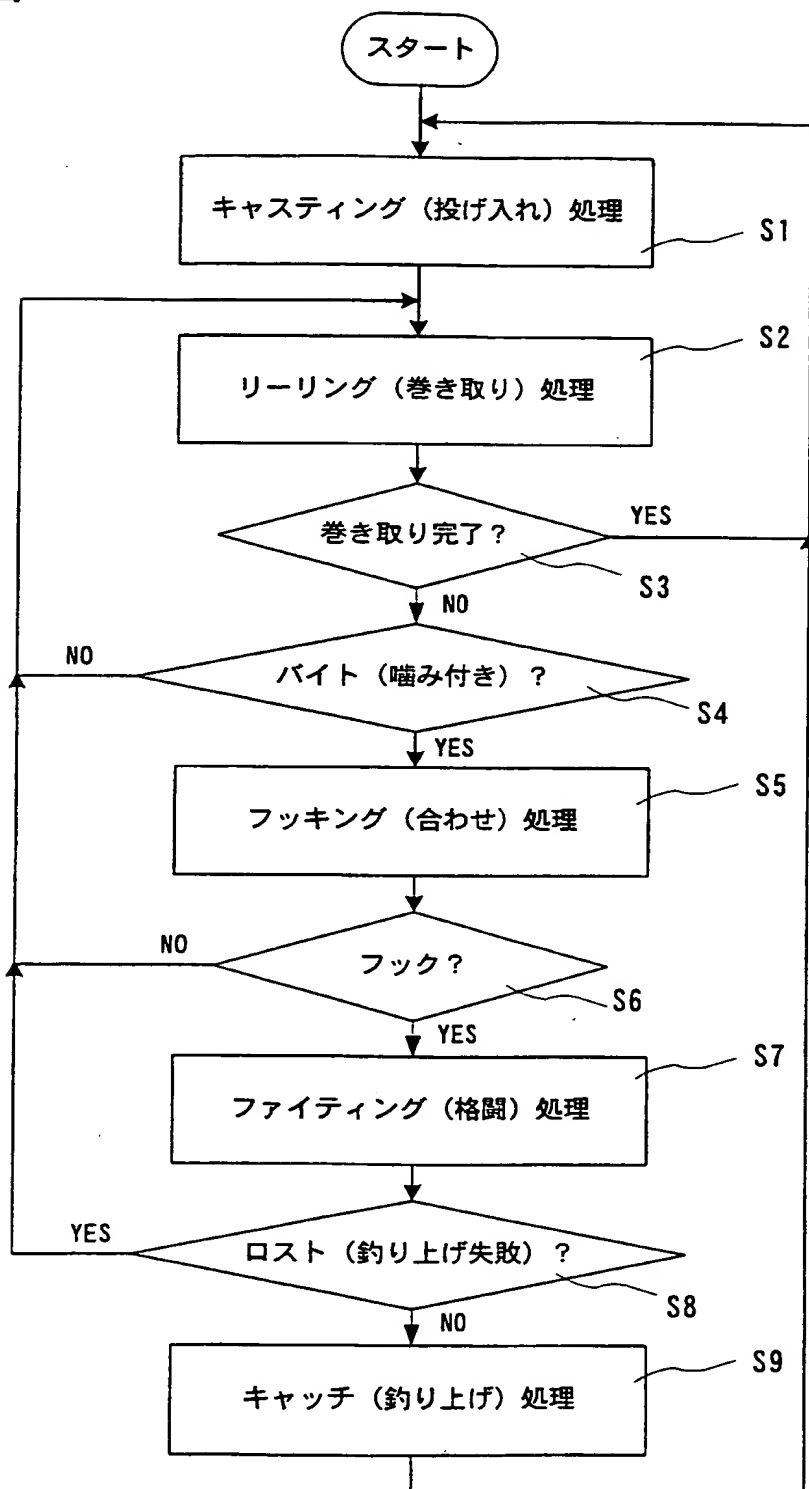 スタート
キャスティング（投げ入れ）処理
S1
S2
リーリング（巻き取り）処理
巻き取り完了？
YES
S3
NO
NO
バイト（噛み付き）？
S4
YES
S5
フッキング（合わせ）処理
NO
フック？
S6
YES
S7
ファイティング（格闘）処理
YES
ロスト（釣り上げ失敗）？
S8
NO
S9
キャッチ（釣り上げ）処理